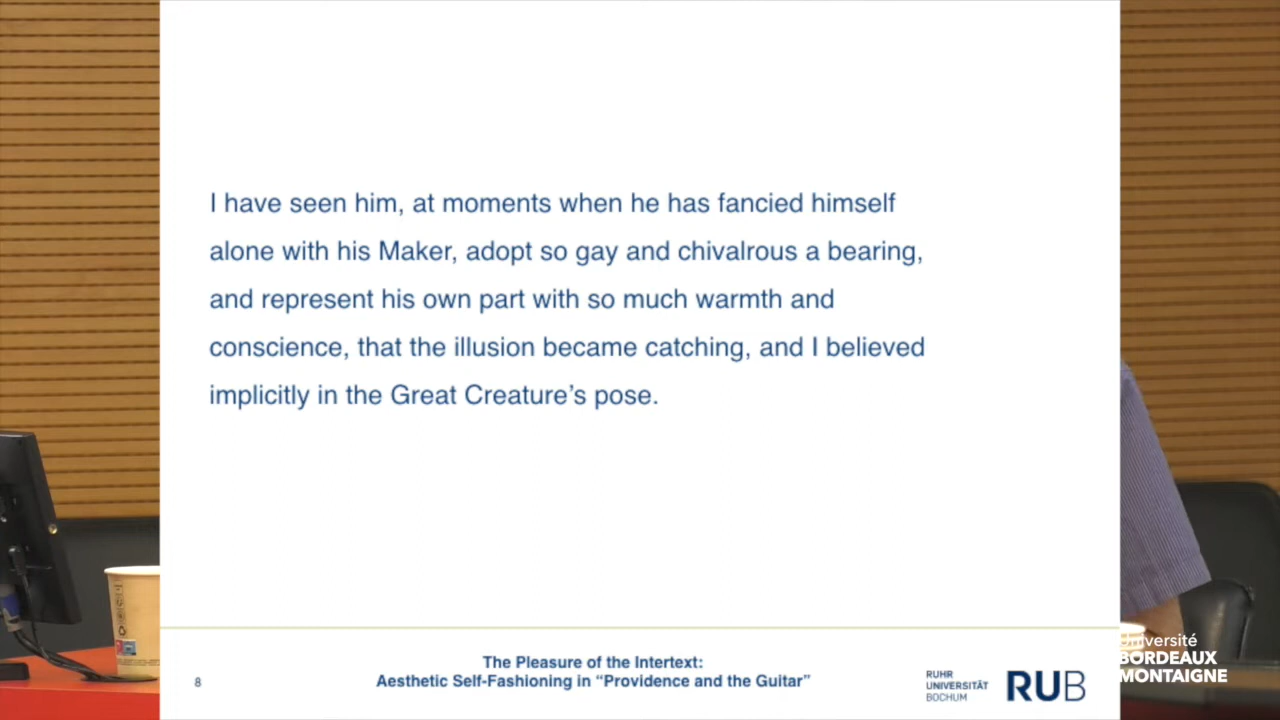 I have seen him, at moments when he has fancied himself
alone with his Maker, adopt so gay and chivalrous a bearing,
and represent his own part with so much warmth and
conscience, that the illusion became catching, and I believed
implicitly in the Great Creature’s pose.
8
The Pleasure of the Intertext:
Aesthetic Self-Fashioning in “Providence and the Guitar”
RUHR
UNIVERSITÄT
BOCHUM
RUB
Université
BORDEAUX
MONTAIGNE